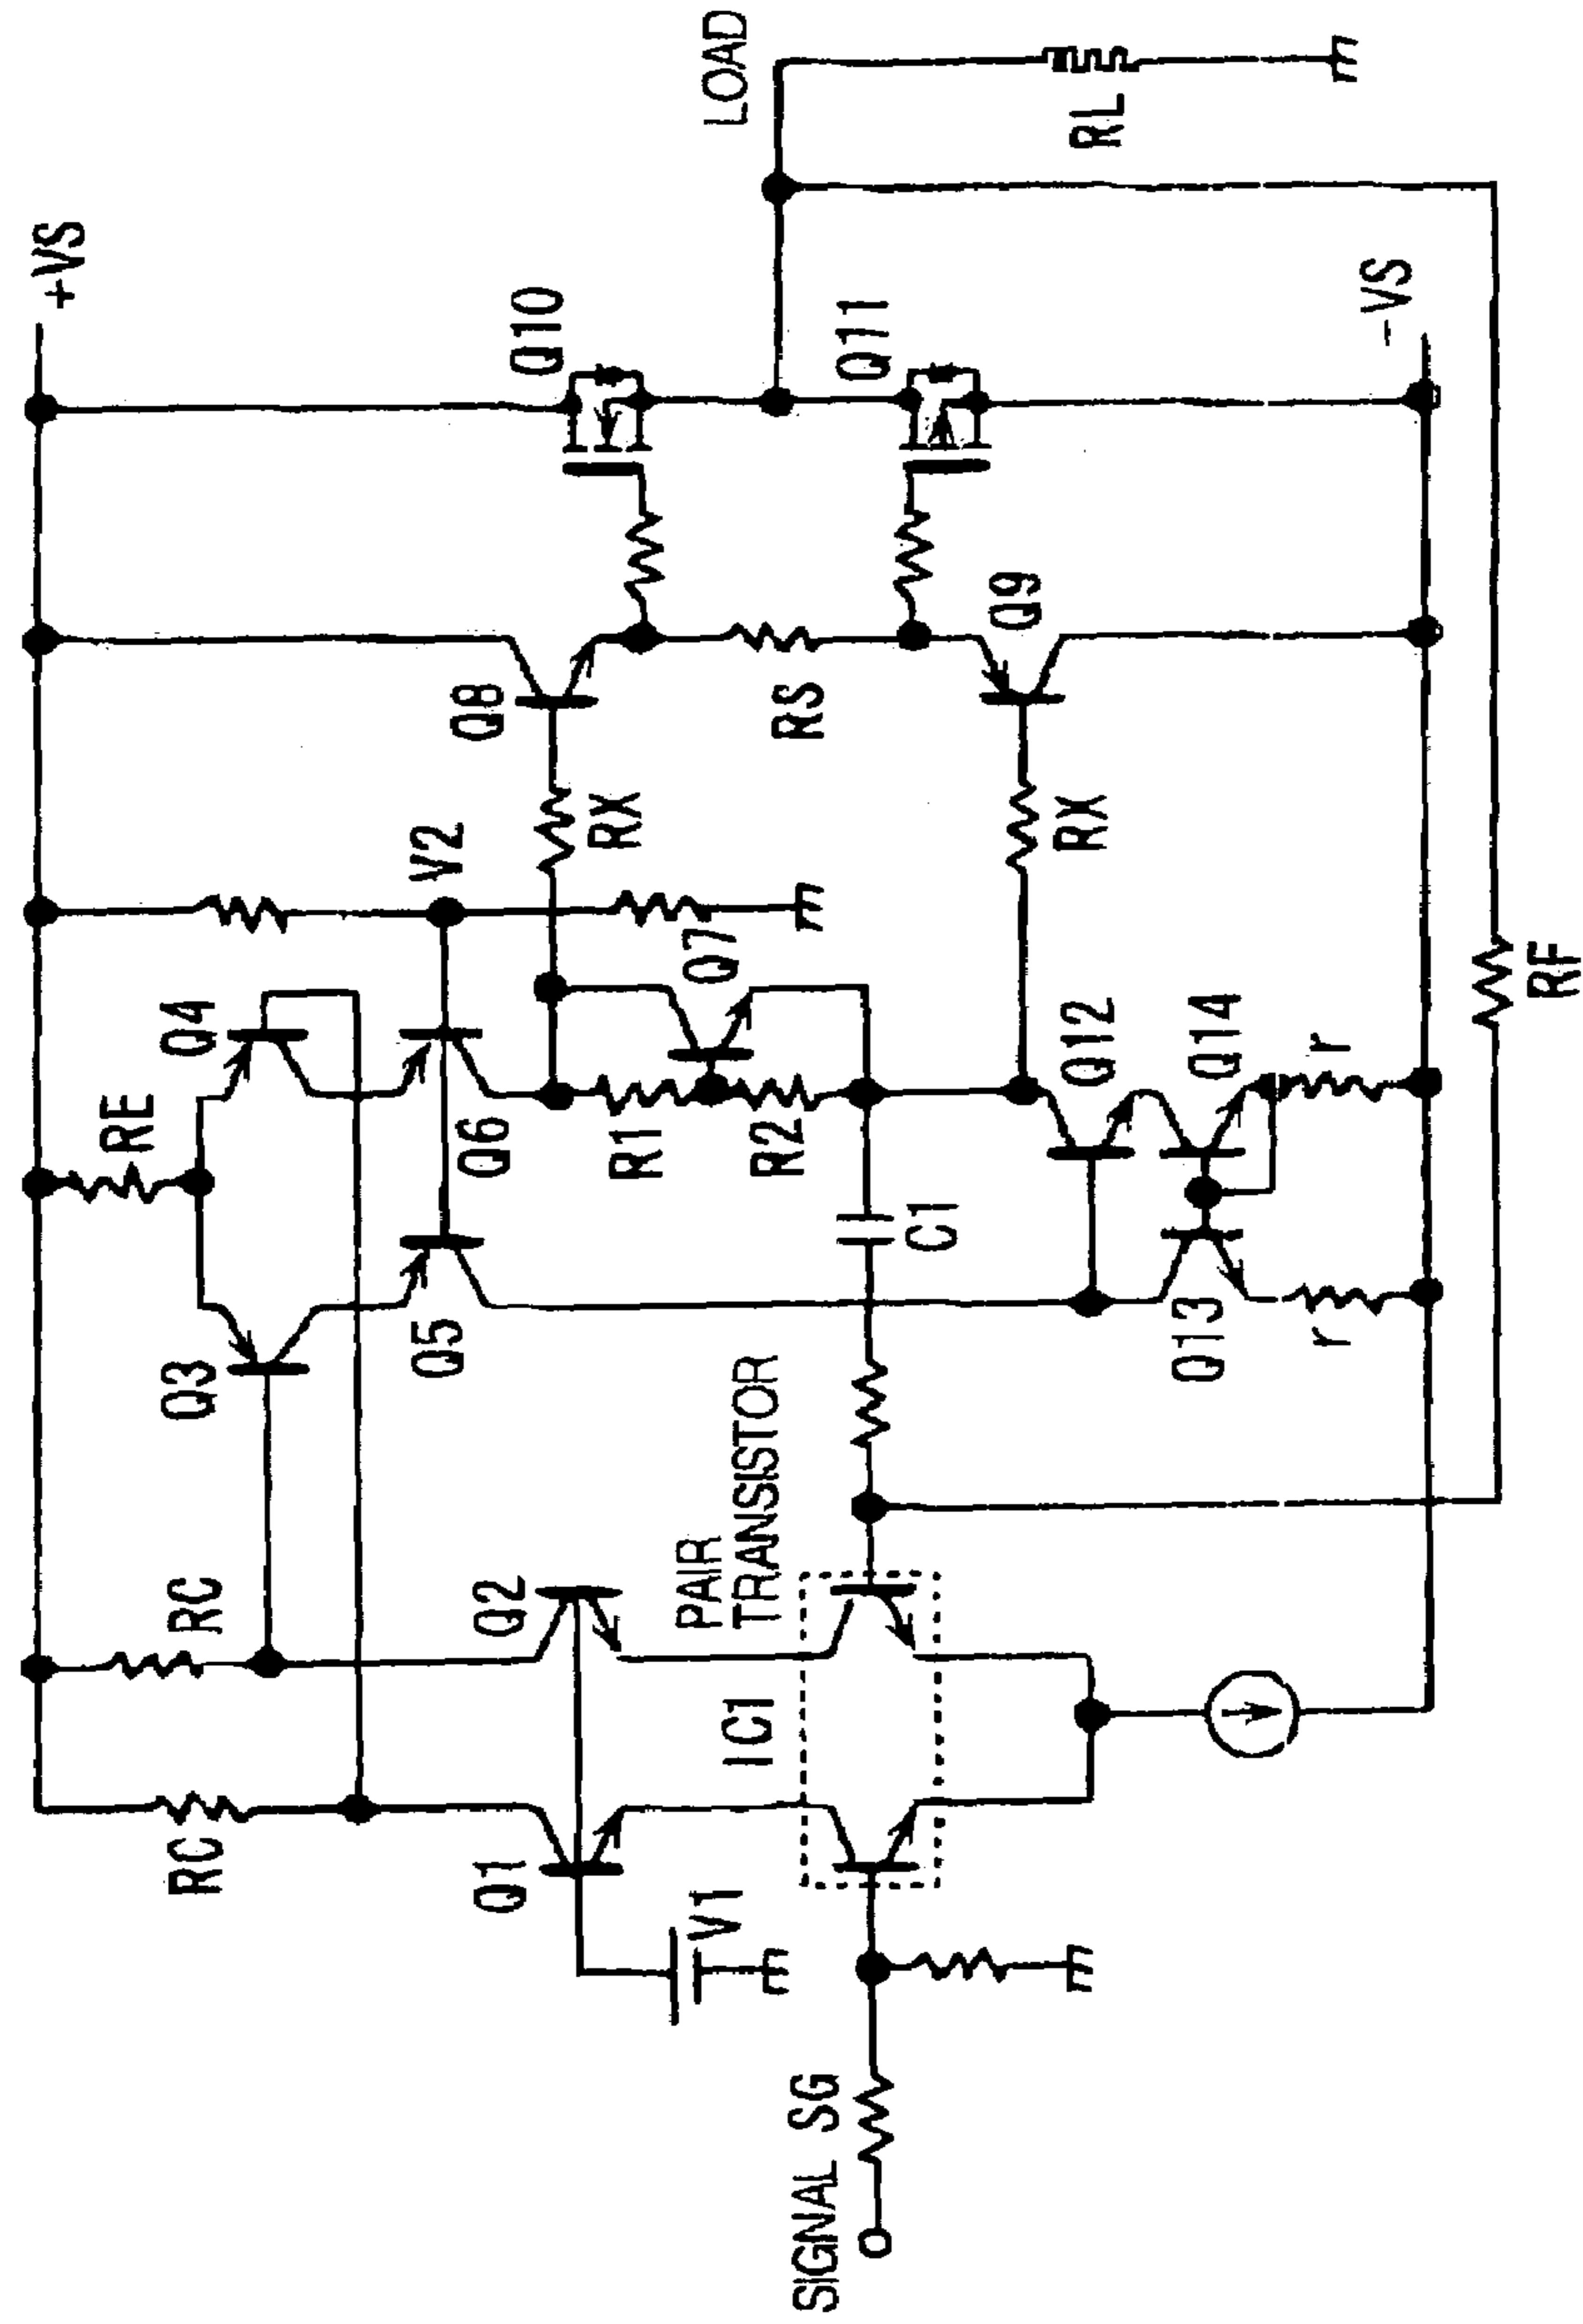 SIGNAL SG
RC
RC
Q1
V1
Q2
IC1
PAIR
TRANSISTOR
Q3
Q5
RE
Q4
Q6
V2
R1
R2
Q7
C1
Q13
r
Q12
Q14
r
RX
RX
Q8
RS
Q9
RF
+VS
Q10
Q11
-VS
LOAD
RL